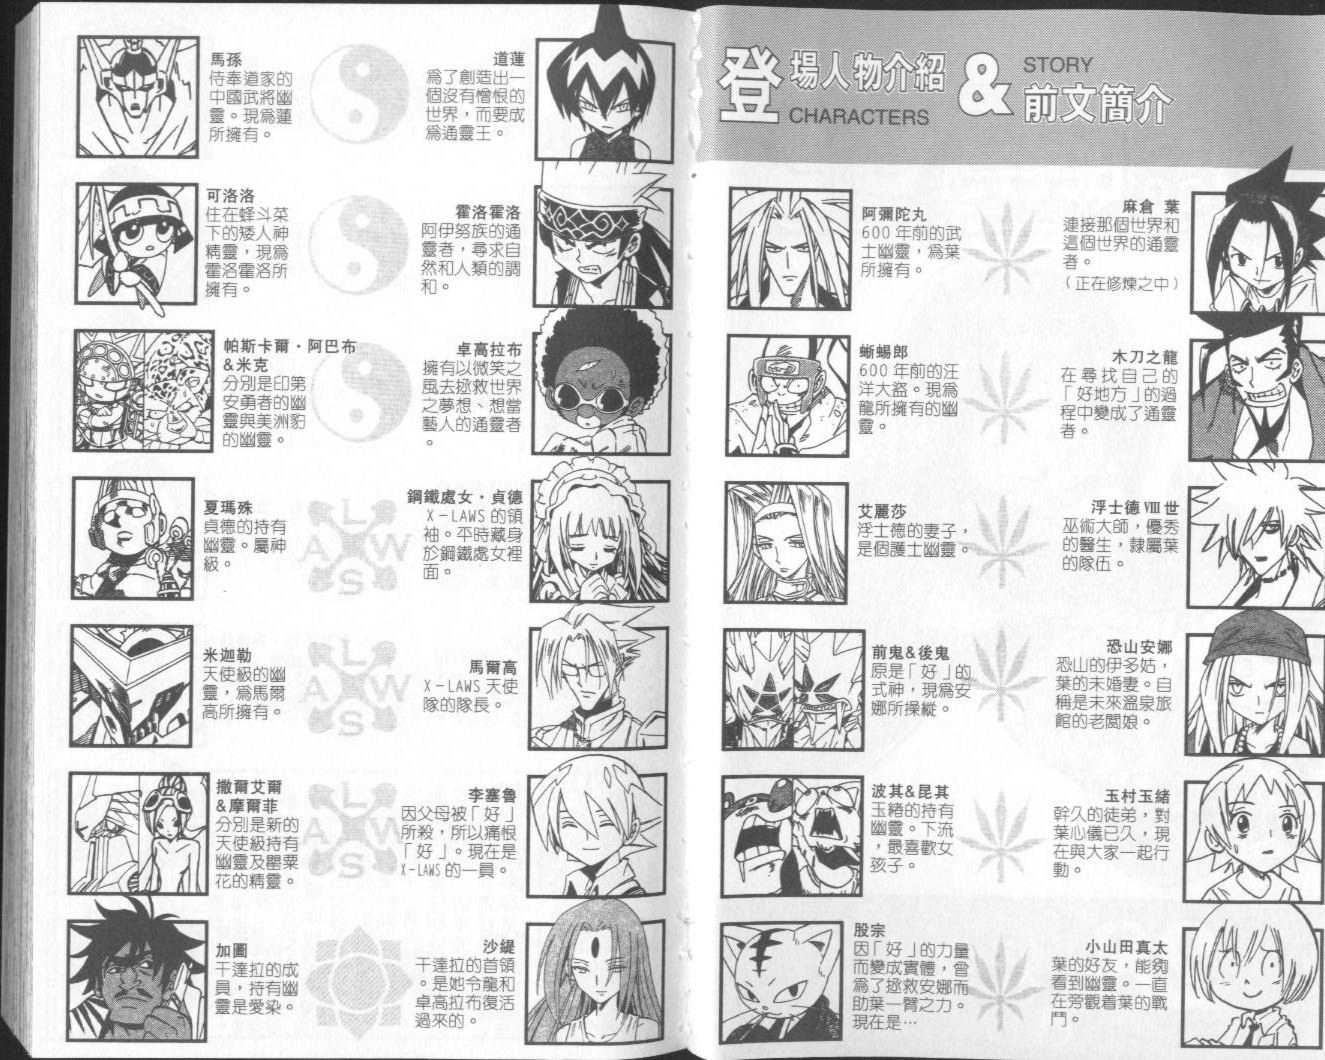 登場人物介紹
CHARACTERS
&
STORY
前文簡介
麻倉 葉
連接那個世界和
這個世界的通靈
者。
（正在修煉之中）
阿彌陀丸
600 年前的武
士幽靈，為葉
所擁有。
木刀之龍
在尋找自己的
「好地方」的過
程中變成了通靈
者。
蜥蜴郎
600 年前的汪
洋大盜。現為
龍所擁有的幽
靈。
浮士德 VIII 世
巫術大師，優秀
的醫生，隸屬葉
的隊伍。
艾麗莎
浮士德的妻子，
是個護士幽靈。
恐山安娜
恐山的伊多姑，
葉的未婚妻。自
稱是未來溫泉旅
館的老闆娘。
前鬼&後鬼
原是「好」的
式神，現為安
娜所操縱。
玉村玉緒
幹久的徒弟，對
葉心儀已久，現
在與大家一起行
動。
波其&昆其
玉緒的持有
幽靈。下流
，最喜歡女
孩子。
小山田真太
葉的好友，能夠
看到幽靈。一直
在旁觀着葉的戰
鬥。
股宗
因「好」的力量
而變成實體，曾
為了拯救安娜而
助葉一臂之力。
現在是…
道蓮
為了創造出一
個沒有憎恨的
世界，而要成
為通靈王。
馬孫
侍奉道家的
中國武將幽
靈。現為蓮
所擁有。
霍洛霍洛
阿伊努族的通
靈者，尋求自
然和人類的調
和。
可洛洛
住在蜂斗菜
下的矮人神
精靈，現為
霍洛霍洛所
擁有。
卓高拉布
擁有以微笑之
風去拯救世界
之夢想、想當
藝人的通靈者
。
帕斯卡爾・阿巴布
&米克
分別是印第
安勇者的幽
靈與美洲豹
的幽靈。
鋼鐵處女・貞德
X－LAWS 的領
袖。平時藏身
於鋼鐵處女裡
面。
夏瑪殊
貞德的持有
幽靈。屬神
級。
X LAWS
馬爾高
X－LAWS 天使
隊的隊長。
米迦勒
天使級的幽
靈，為馬爾
高所擁有。
X LAWS
李塞魯
因父母被「好」
所殺，所以痛恨
「好」。現在是
X-LAWS 的一員。
撒爾艾爾
&摩爾菲
分別是新的
天使級持有
幽靈及罌粟
花的精靈。
X LAWS
沙緹
干達拉的首領
。是她令龍和
卓高拉布復活
過來的。
加圖
干達拉的成
員，持有幽
靈是愛染。